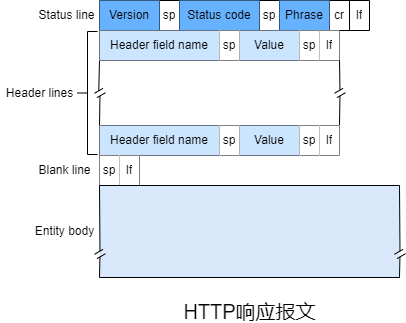 Status line Version sp Status code sp Phrase cr lf
Header field name sp Value sp lf
Header lines
Header field name sp Value sp lf
Blank line sp lf
Entity body
HTTP响应报文